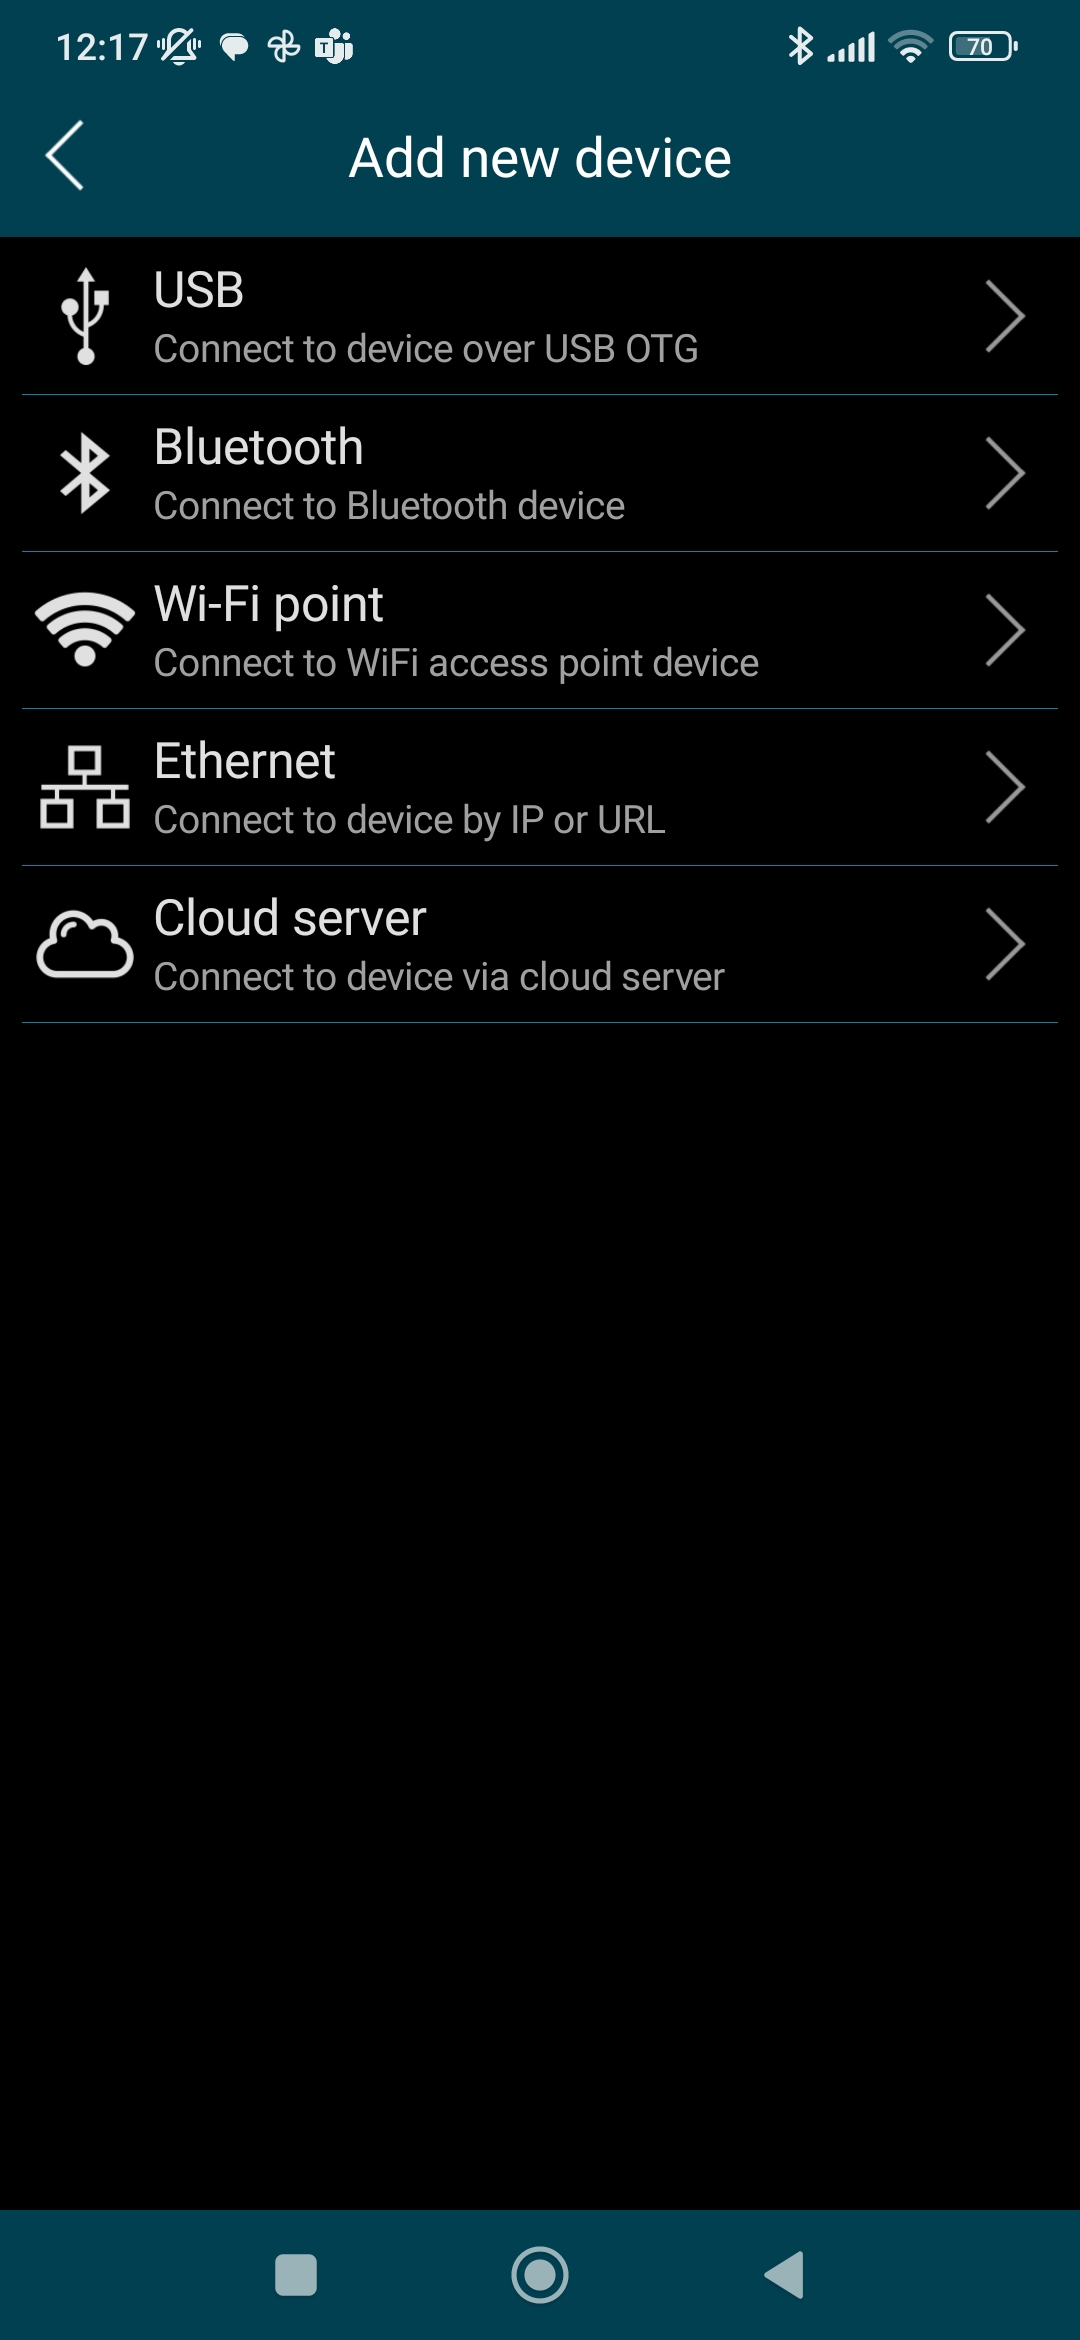 12:17
70
Add new device
USB
Connect to device over USB OTG
Bluetooth
Connect to Bluetooth device
Wi-Fi point
Connect to WiFi access point device
Ethernet
Connect to device by IP or URL
Cloud server
Connect to device via cloud server